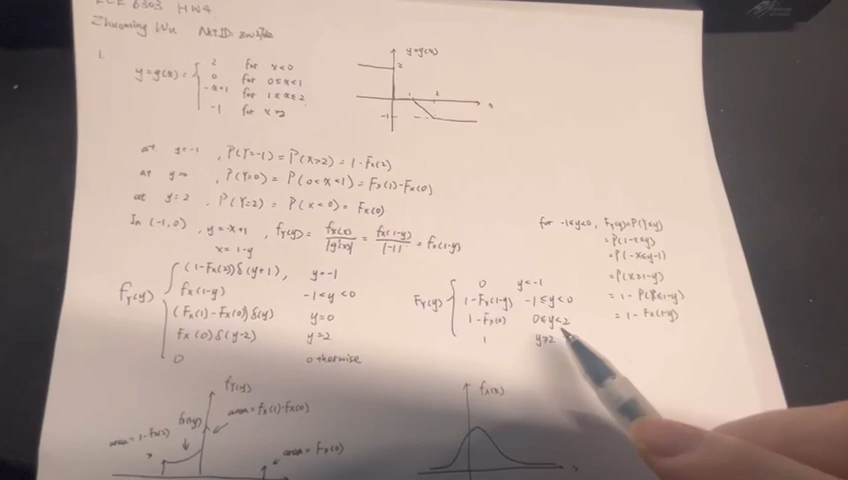 ECE 6303 HW4
Zhuoming Wu NetID:
1.
y=g(x)= { 2 for x<0
0 for 0≤x<1
-x+1 for 1≤x≤2
-1 for x>2
y=g(x)
2
1 2 x
-1
at y=-1, P(Y=-1) = P(X>2) = 1-Fx(2)
at y=0, P(Y=0) = P(0<x<1) = Fx(1)-Fx(0)
at y=2, P(Y=2) = P(x<0) = Fx(0)
In (-1,0), y=-x+1, fY(y) = fx(x)/|g'(x)| = fx(1-y)/|-1| = fx(1-y)
x=1-y
for -1≤y<0, FY(y)=P(Y≤y)
=P(1-x≤y)
=P(-x≤y-1)
=P(x≥1-y)
=1-P(x≤1-y)
=1-Fx(1-y)
fY(y) { (1-Fx(2))δ(y+1), y=-1
fx(1-y) -1<y<0
(Fx(1)-Fx(0))δ(y) y=0
Fx(0)δ(y-2) y=2
0 otherwise
FY(y) { 0 y<-1
1-Fx(1-y) -1≤y<0
1-Fx(0) 0≤y<2
1 y≥2
fY(y)
area=fx(1)-fx(0)
area=1-Fx(2)
area=Fx(0)
fx(x)
x